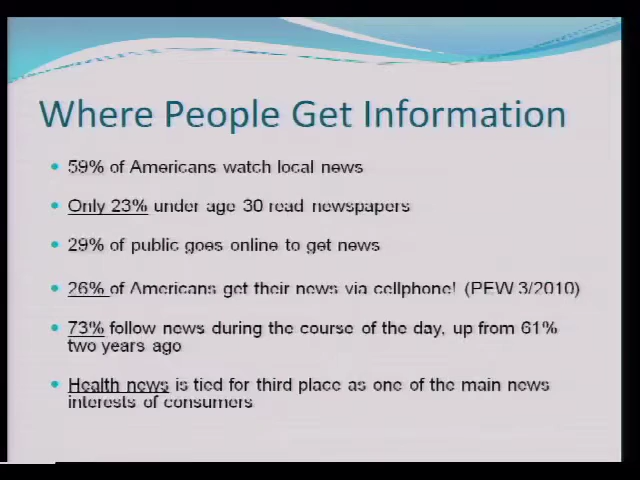 Where People Get Information
• 59% of Americans watch local news
• Only 23% under age 30 read newspapers
• 29% of public goes online to get news
• 26% of Americans get their news via cellphone! (PEW 3/2010)
• 73% follow news during the course of the day, up from 61%
two years ago
• Health news is tied for third place as one of the main news
interests of consumers